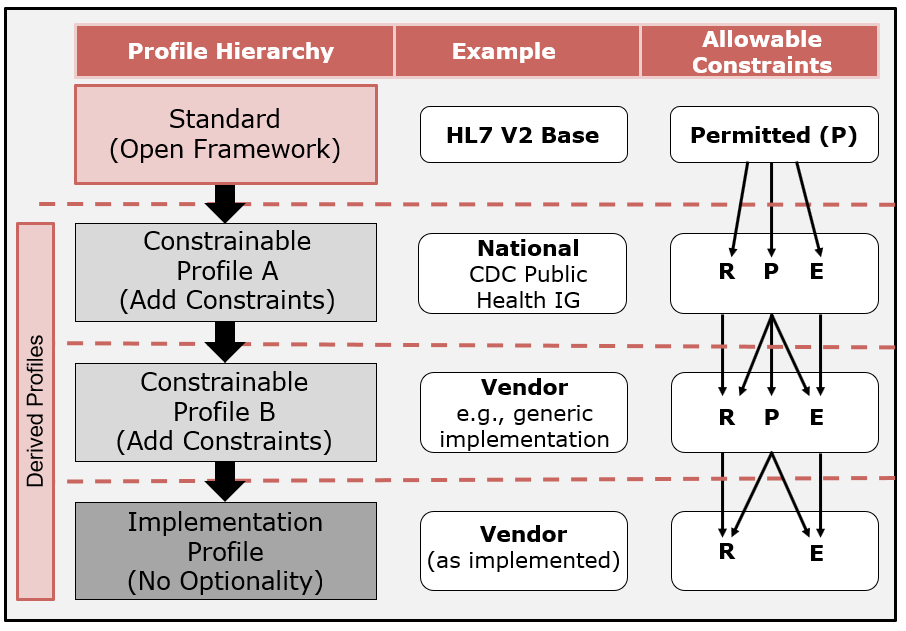 Profile Hierarchy
Example
Allowable
Constraints
Standard
(Open Framework)
HL7 V2 Base
Permitted (P)
Derived Profiles
Constrainable
Profile A
(Add Constraints)
National
CDC Public
Health IG
R P E
Constrainable
Profile B
(Add Constraints)
Vendor
e.g., generic
implementation
R P E
Implementation
Profile
(No Optionality)
Vendor
(as implemented)
R E